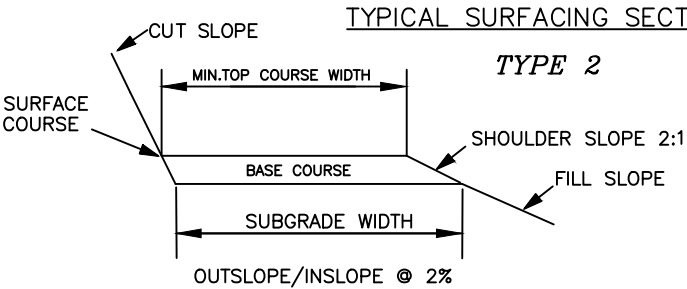 TYPICAL SURFACING SECT
TYPE 2
CUT SLOPE
MIN.TOP COURSE WIDTH
SURFACE
COURSE
SHOULDER SLOPE 2:1
BASE COURSE
FILL SLOPE
SUBGRADE WIDTH
OUTSLOPE/INSLOPE @ 2%